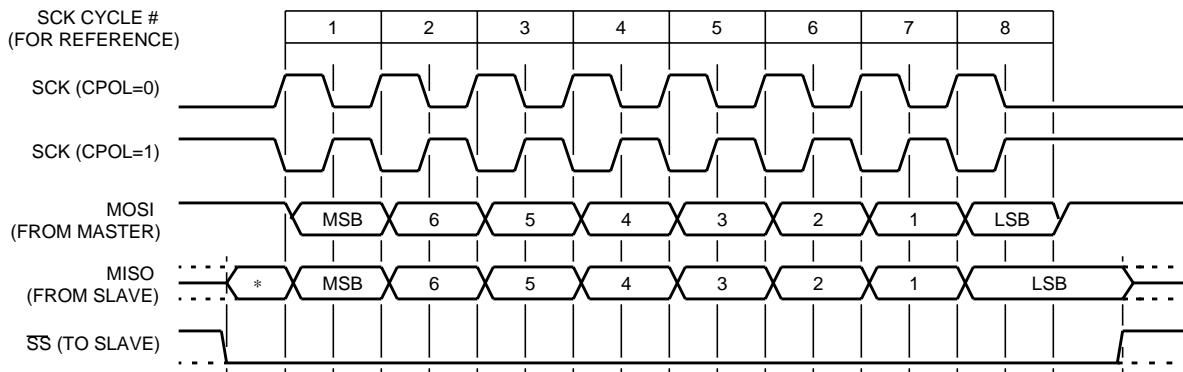 SCK CYCLE #
(FOR REFERENCE)
1 2 3 4 5 6 7 8
SCK (CPOL=0)
SCK (CPOL=1)
MOSI
(FROM MASTER)
MSB 6 5 4 3 2 1 LSB
MISO
(FROM SLAVE)
* MSB 6 5 4 3 2 1 LSB
SS (TO SLAVE)